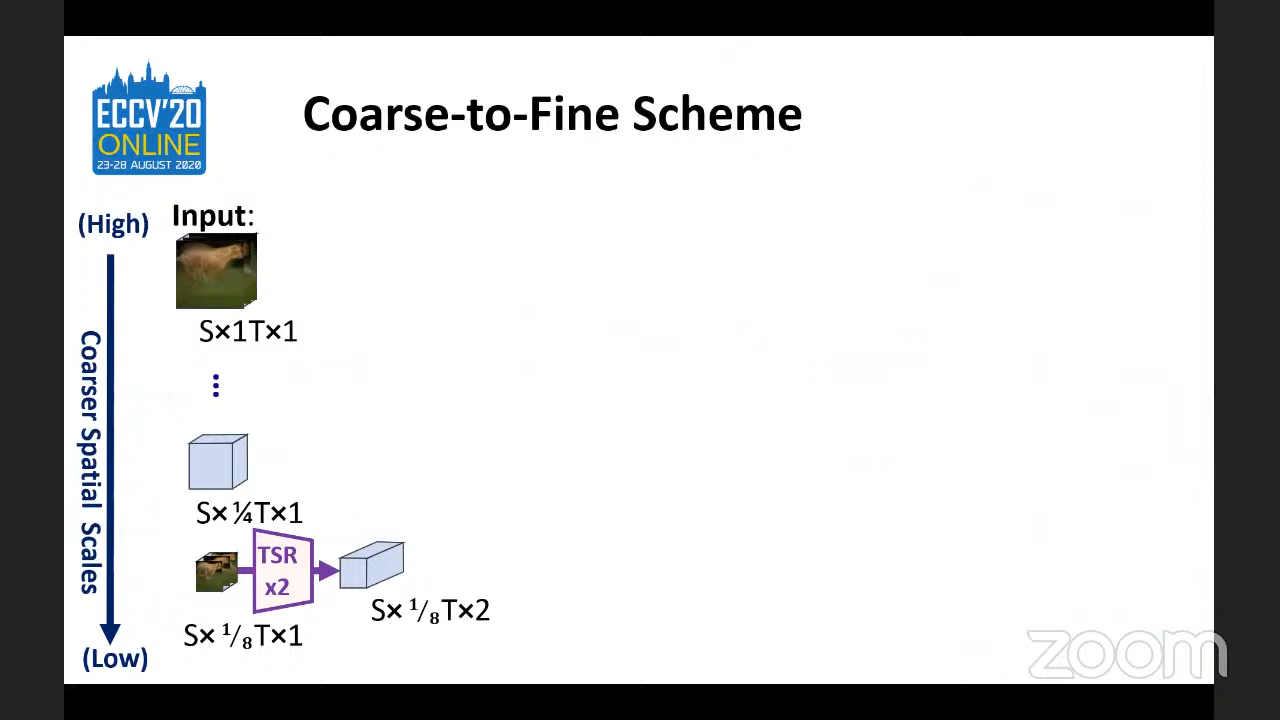 ECCV'20
ONLINE
23-28 AUGUST 2020
Coarse-to-Fine Scheme
(High)
Coarser Spatial Scales
(Low)
Input:
S×1T×1
⋮
S× ¼T×1
TSR
x2
S× 1/8T×1
S× 1/8T×2
zoom